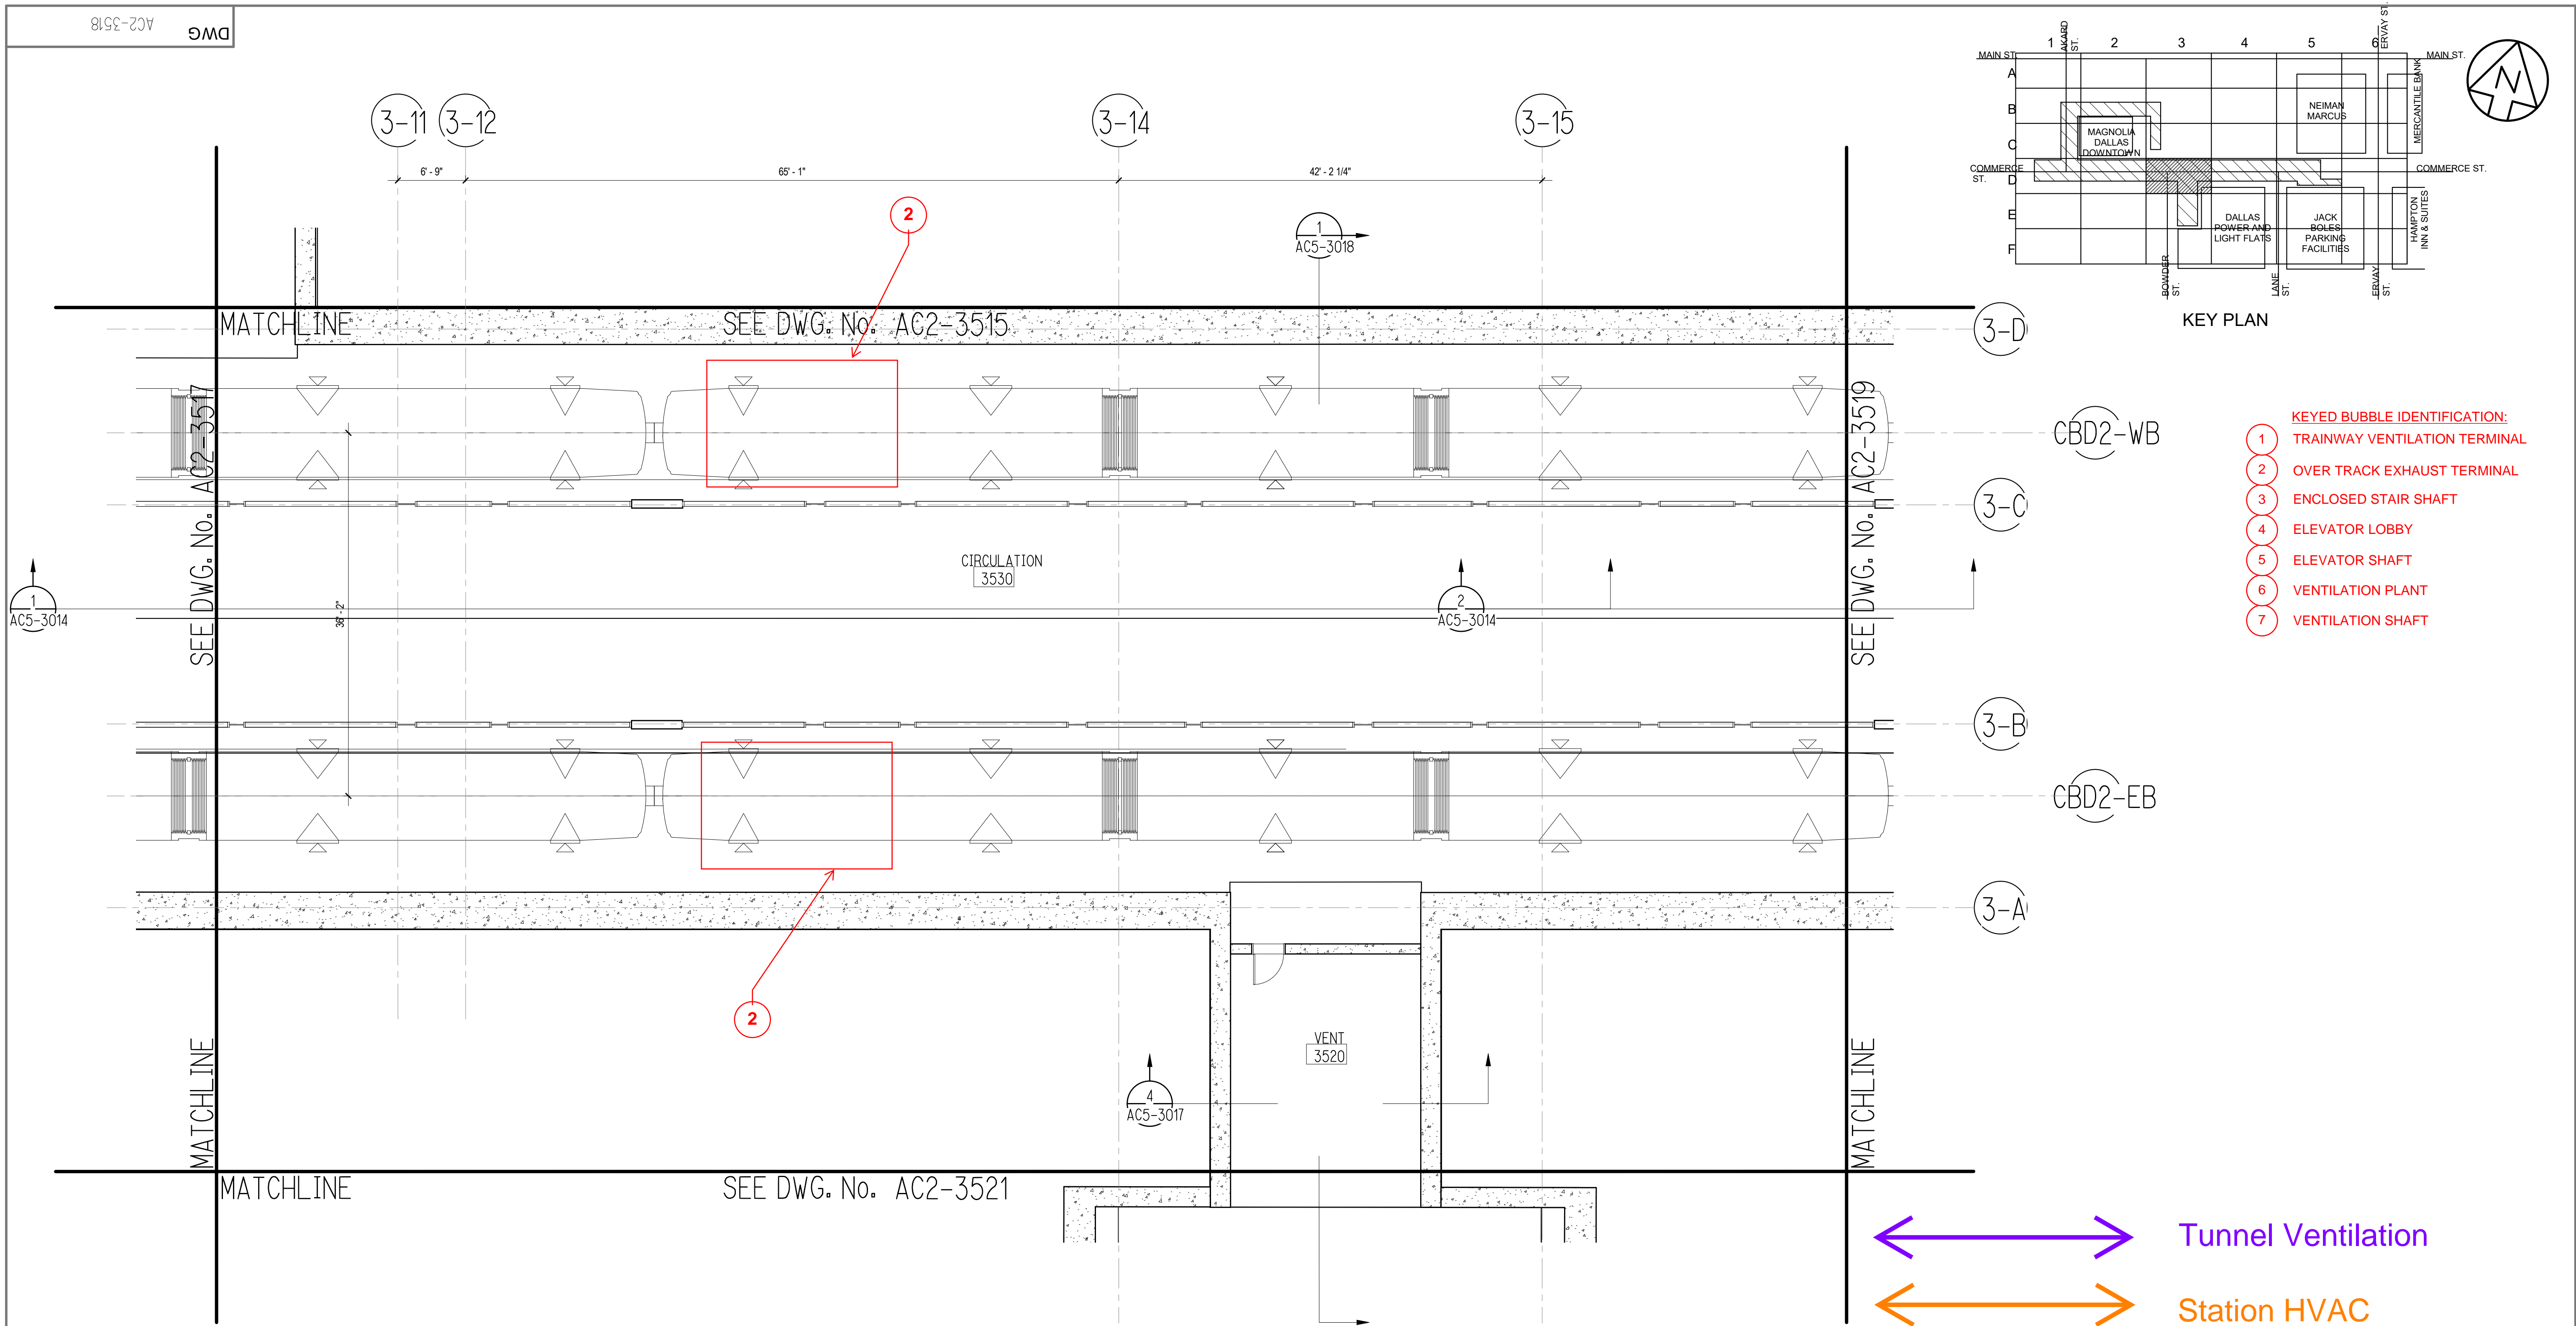 AC2-3518 DWG
3-11
3-12
3-14
3-15
6' - 9"
65' - 1"
42' - 2 1/4"
2
1
AC5-3018
MATCHLINE SEE DWG. No. AC2-3515
3-D
SEE DWG. No. AC2-3517
SEE DWG. No. AC2-3519
CBD2-WB
3-C
CIRCULATION
3530
1
AC5-3014
2
AC5-3014
36' - 2"
3-B
CBD2-EB
3-A
2
VENT
3520
4
AC5-3017
MATCHLINE
MATCHLINE
MATCHLINE SEE DWG. No. AC2-3521
1 2 3 4 5 6
A
B
C
D
E
F
MAIN ST.
MAIN ST.
AKARD
ST.
ERVAY ST.
NEIMAN
MARCUS
MERCANTILE BANK
MAGNOLIA
DALLAS
DOWNTOWN
COMMERCE
ST.
COMMERCE ST.
DALLAS
POWER AND
LIGHT FLATS
JACK
BOLES
PARKING
FACILITIES
HAMPTON
INN & SUITES
BOWDER
ST.
LANE
ST.
ERVAY
ST.
N
KEY PLAN
KEYED BUBBLE IDENTIFICATION:
1 TRAINWAY VENTILATION TERMINAL
2 OVER TRACK EXHAUST TERMINAL
3 ENCLOSED STAIR SHAFT
4 ELEVATOR LOBBY
5 ELEVATOR SHAFT
6 VENTILATION PLANT
7 VENTILATION SHAFT
Tunnel Ventilation
Station HVAC